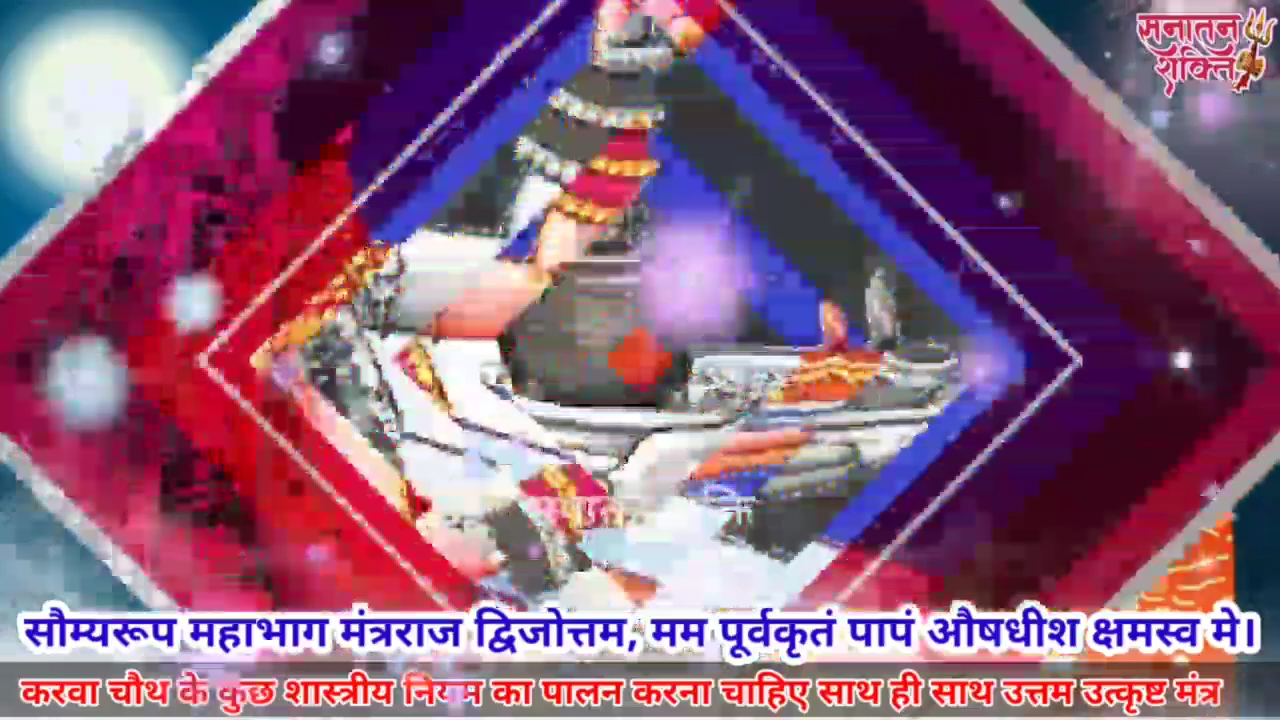 सनातन
शक्ति
सौम्यरूप महाभाग मंत्रराज द्विजोत्तम, मम पूर्वकृतं पापं औषधीश क्षमस्व मे।
करवा चौथ के कुछ शास्त्रीय नियम का पालन करना चाहिए साथ ही साथ उत्तम उत्कृष्ट मंत्र